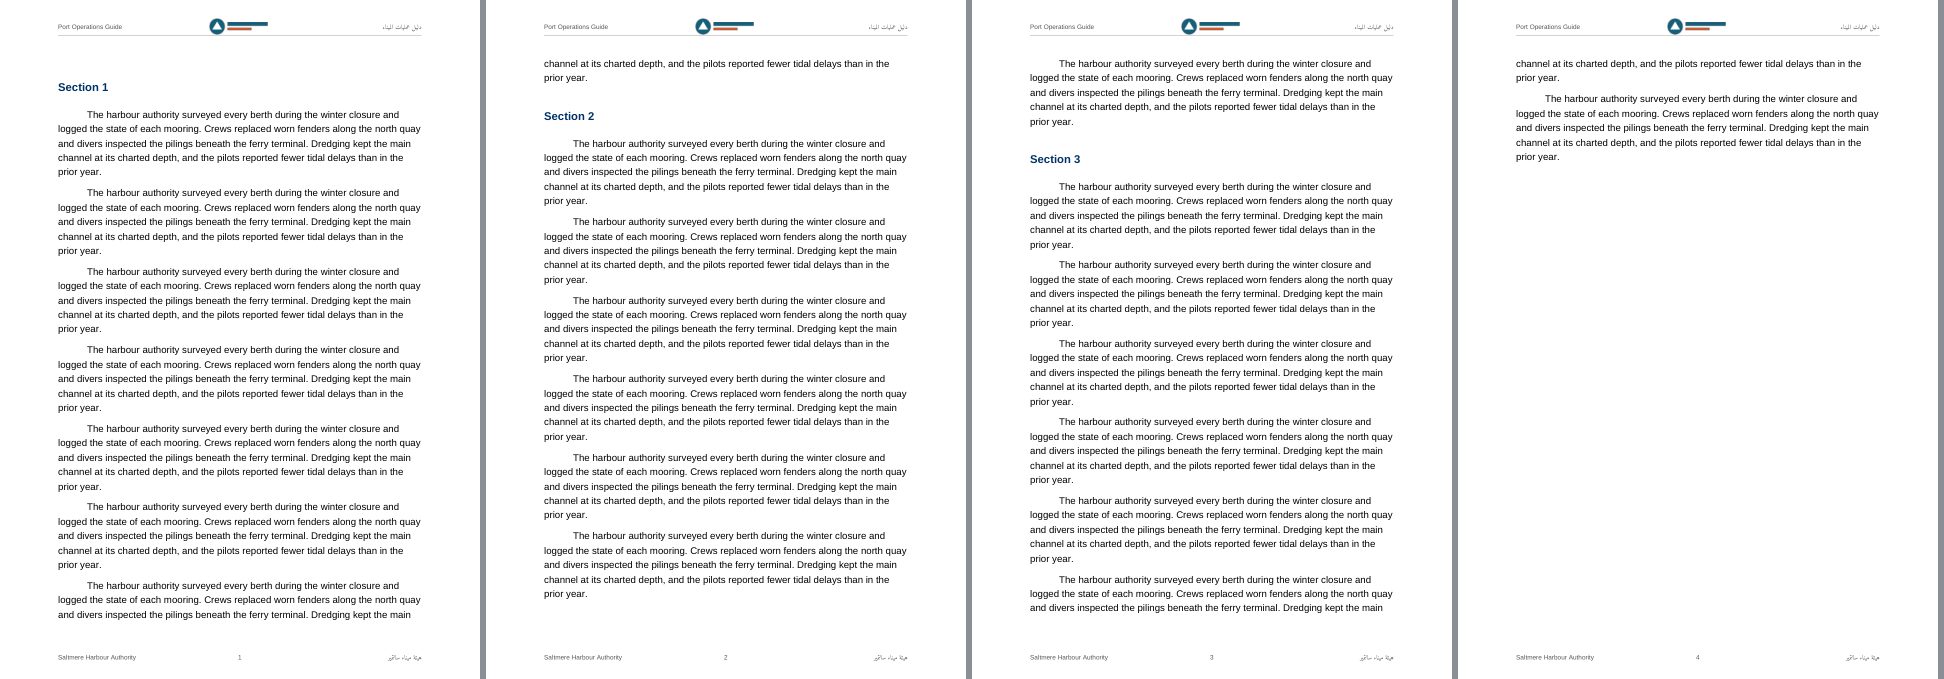 Port Operations Guide
دليل عمليات الميناء
Section 1
The harbour authority surveyed every berth during the winter closure and
logged the state of each mooring. Crews replaced worn fenders along the north quay
and divers inspected the pilings beneath the ferry terminal. Dredging kept the main
channel at its charted depth, and the pilots reported fewer tidal delays than in the
prior year.
The harbour authority surveyed every berth during the winter closure and
logged the state of each mooring. Crews replaced worn fenders along the north quay
and divers inspected the pilings beneath the ferry terminal. Dredging kept the main
channel at its charted depth, and the pilots reported fewer tidal delays than in the
prior year.
The harbour authority surveyed every berth during the winter closure and
logged the state of each mooring. Crews replaced worn fenders along the north quay
and divers inspected the pilings beneath the ferry terminal. Dredging kept the main
channel at its charted depth, and the pilots reported fewer tidal delays than in the
prior year.
The harbour authority surveyed every berth during the winter closure and
logged the state of each mooring. Crews replaced worn fenders along the north quay
and divers inspected the pilings beneath the ferry terminal. Dredging kept the main
channel at its charted depth, and the pilots reported fewer tidal delays than in the
prior year.
The harbour authority surveyed every berth during the winter closure and
logged the state of each mooring. Crews replaced worn fenders along the north quay
and divers inspected the pilings beneath the ferry terminal. Dredging kept the main
channel at its charted depth, and the pilots reported fewer tidal delays than in the
prior year.
The harbour authority surveyed every berth during the winter closure and
logged the state of each mooring. Crews replaced worn fenders along the north quay
and divers inspected the pilings beneath the ferry terminal. Dredging kept the main
channel at its charted depth, and the pilots reported fewer tidal delays than in the
prior year.
The harbour authority surveyed every berth during the winter closure and
logged the state of each mooring. Crews replaced worn fenders along the north quay
and divers inspected the pilings beneath the ferry terminal. Dredging kept the main
Saltmere Harbour Authority
1
هيئة ميناء سالتمير
Port Operations Guide
دليل عمليات الميناء
channel at its charted depth, and the pilots reported fewer tidal delays than in the
prior year.
Section 2
The harbour authority surveyed every berth during the winter closure and
logged the state of each mooring. Crews replaced worn fenders along the north quay
and divers inspected the pilings beneath the ferry terminal. Dredging kept the main
channel at its charted depth, and the pilots reported fewer tidal delays than in the
prior year.
The harbour authority surveyed every berth during the winter closure and
logged the state of each mooring. Crews replaced worn fenders along the north quay
and divers inspected the pilings beneath the ferry terminal. Dredging kept the main
channel at its charted depth, and the pilots reported fewer tidal delays than in the
prior year.
The harbour authority surveyed every berth during the winter closure and
logged the state of each mooring. Crews replaced worn fenders along the north quay
and divers inspected the pilings beneath the ferry terminal. Dredging kept the main
channel at its charted depth, and the pilots reported fewer tidal delays than in the
prior year.
The harbour authority surveyed every berth during the winter closure and
logged the state of each mooring. Crews replaced worn fenders along the north quay
and divers inspected the pilings beneath the ferry terminal. Dredging kept the main
channel at its charted depth, and the pilots reported fewer tidal delays than in the
prior year.
The harbour authority surveyed every berth during the winter closure and
logged the state of each mooring. Crews replaced worn fenders along the north quay
and divers inspected the pilings beneath the ferry terminal. Dredging kept the main
channel at its charted depth, and the pilots reported fewer tidal delays than in the
prior year.
The harbour authority surveyed every berth during the winter closure and
logged the state of each mooring. Crews replaced worn fenders along the north quay
and divers inspected the pilings beneath the ferry terminal. Dredging kept the main
channel at its charted depth, and the pilots reported fewer tidal delays than in the
prior year.
Saltmere Harbour Authority
2
هيئة ميناء سالتمير
Port Operations Guide
دليل عمليات الميناء
The harbour authority surveyed every berth during the winter closure and
logged the state of each mooring. Crews replaced worn fenders along the north quay
and divers inspected the pilings beneath the ferry terminal. Dredging kept the main
channel at its charted depth, and the pilots reported fewer tidal delays than in the
prior year.
Section 3
The harbour authority surveyed every berth during the winter closure and
logged the state of each mooring. Crews replaced worn fenders along the north quay
and divers inspected the pilings beneath the ferry terminal. Dredging kept the main
channel at its charted depth, and the pilots reported fewer tidal delays than in the
prior year.
The harbour authority surveyed every berth during the winter closure and
logged the state of each mooring. Crews replaced worn fenders along the north quay
and divers inspected the pilings beneath the ferry terminal. Dredging kept the main
channel at its charted depth, and the pilots reported fewer tidal delays than in the
prior year.
The harbour authority surveyed every berth during the winter closure and
logged the state of each mooring. Crews replaced worn fenders along the north quay
and divers inspected the pilings beneath the ferry terminal. Dredging kept the main
channel at its charted depth, and the pilots reported fewer tidal delays than in the
prior year.
The harbour authority surveyed every berth during the winter closure and
logged the state of each mooring. Crews replaced worn fenders along the north quay
and divers inspected the pilings beneath the ferry terminal. Dredging kept the main
channel at its charted depth, and the pilots reported fewer tidal delays than in the
prior year.
The harbour authority surveyed every berth during the winter closure and
logged the state of each mooring. Crews replaced worn fenders along the north quay
and divers inspected the pilings beneath the ferry terminal. Dredging kept the main
channel at its charted depth, and the pilots reported fewer tidal delays than in the
prior year.
The harbour authority surveyed every berth during the winter closure and
logged the state of each mooring. Crews replaced worn fenders along the north quay
and divers inspected the pilings beneath the ferry terminal. Dredging kept the main
Saltmere Harbour Authority
3
هيئة ميناء سالتمير
Port Operations Guide
دليل عمليات الميناء
channel at its charted depth, and the pilots reported fewer tidal delays than in the
prior year.
The harbour authority surveyed every berth during the winter closure and
logged the state of each mooring. Crews replaced worn fenders along the north quay
and divers inspected the pilings beneath the ferry terminal. Dredging kept the main
channel at its charted depth, and the pilots reported fewer tidal delays than in the
prior year.
Saltmere Harbour Authority
4
هيئة ميناء سالتمير